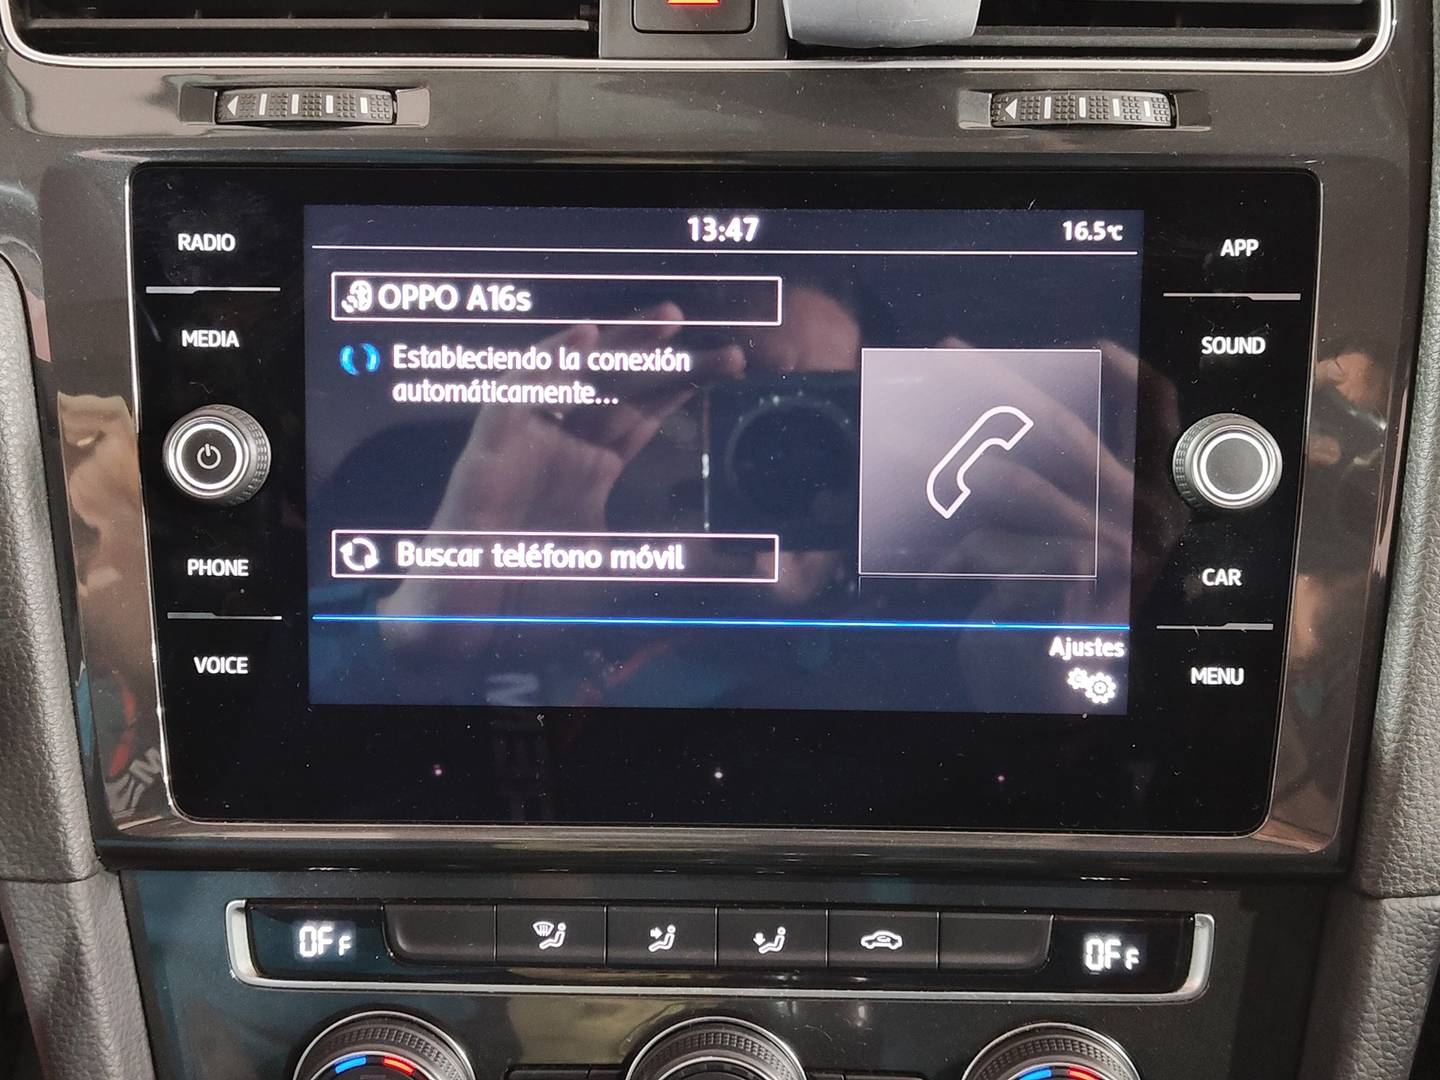 13:47
16.5°C
RADIO
MEDIA
PHONE
VOICE
OPPO A16s
Estableciendo la conexión
automáticamente...
Buscar teléfono móvil
Ajustes
APP
SOUND
CAR
MENU
OFF
OFF